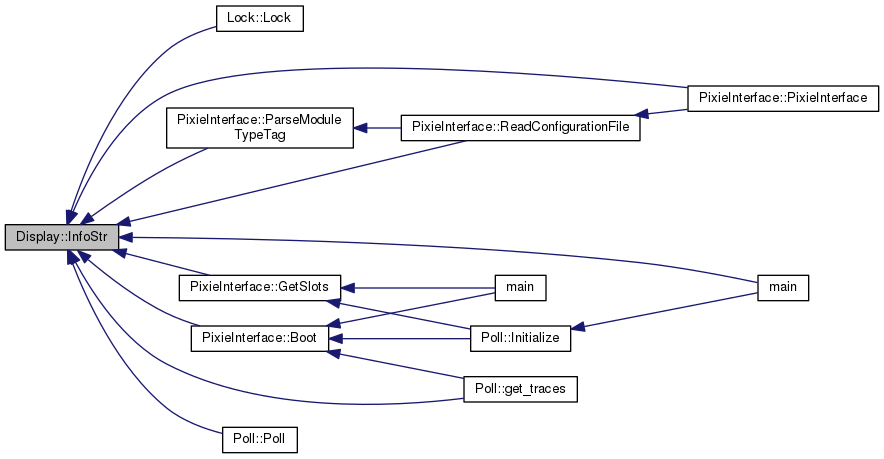 Lock::Lock
PixieInterface::PixieInterface
PixieInterface::ParseModule
TypeTag
PixieInterface::ReadConfigurationFile
Display::InfoStr
PixieInterface::GetSlots
main
main
PixieInterface::Boot
Poll::Initialize
Poll::get_traces
Poll::Poll